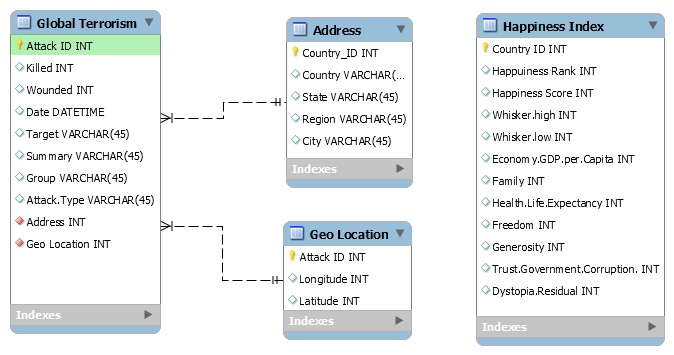 Global Terrorism
Attack ID INT
Killed INT
Wounded INT
Date DATETIME
Target VARCHAR(45)
Summary VARCHAR(45)
Group VARCHAR(45)
Attack.Type VARCHAR(45)
Address INT
Geo Location INT
Indexes
Address
Country_ID INT
Country VARCHAR(...
State VARCHAR(45)
Region VARCHAR(45)
City VARCHAR(45)
Indexes
Geo Location
Attack ID INT
Longitude INT
Latitude INT
Indexes
Happiness Index
Country ID INT
Happuiness Rank INT
Happiness Score INT
Whisker.high INT
Whisker.low INT
Economy.GDP.per.Capita INT
Family INT
Health.Life.Expectancy INT
Freedom INT
Generosity INT
Trust.Government.Corruption. INT
Dystopia.Residual INT
Indexes